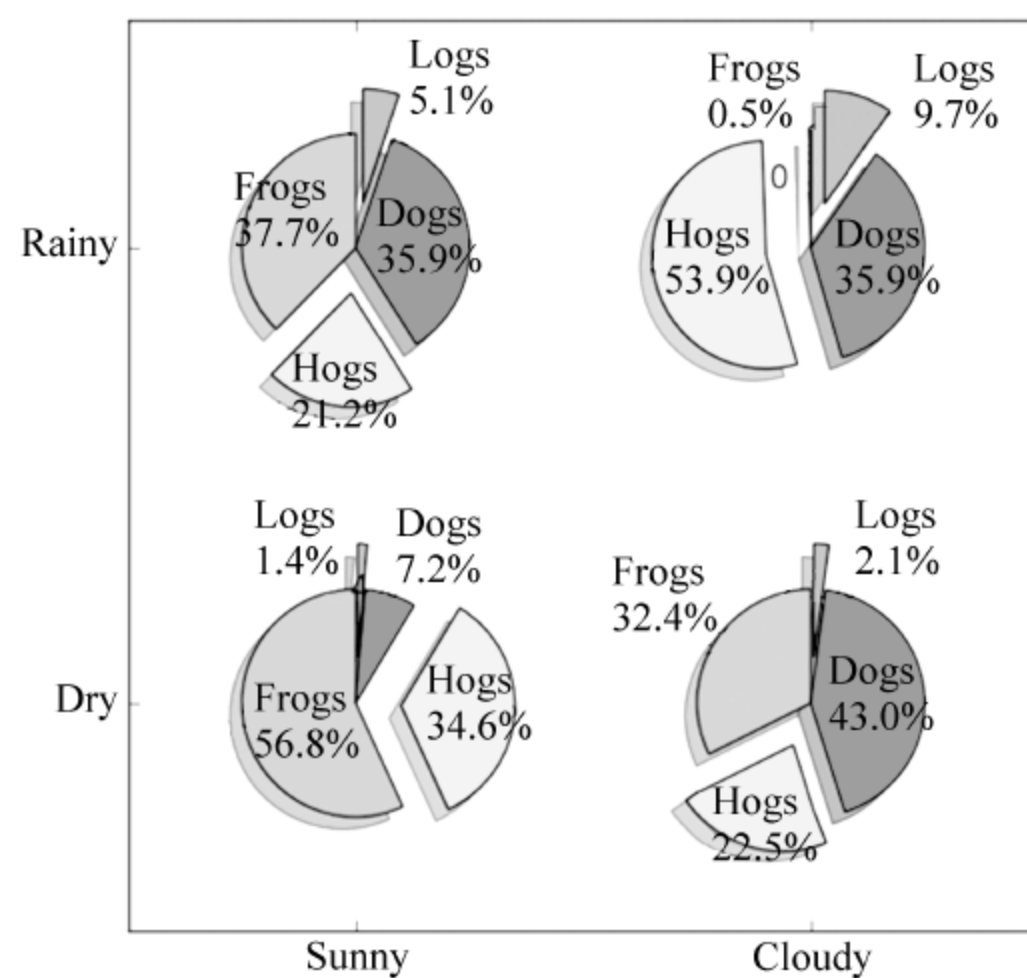 Logs
5.1%
Frogs
37.7%
Dogs
35.9%
Hogs
21.2%
Frogs
0.5%
Logs
9.7%
0
Hogs
53.9%
Dogs
35.9%
Rainy
Logs
1.4%
Dogs
7.2%
Frogs
56.8%
Hogs
34.6%
Logs
2.1%
Frogs
32.4%
Dogs
43.0%
Hogs
22.5%
Dry
Sunny
Cloudy